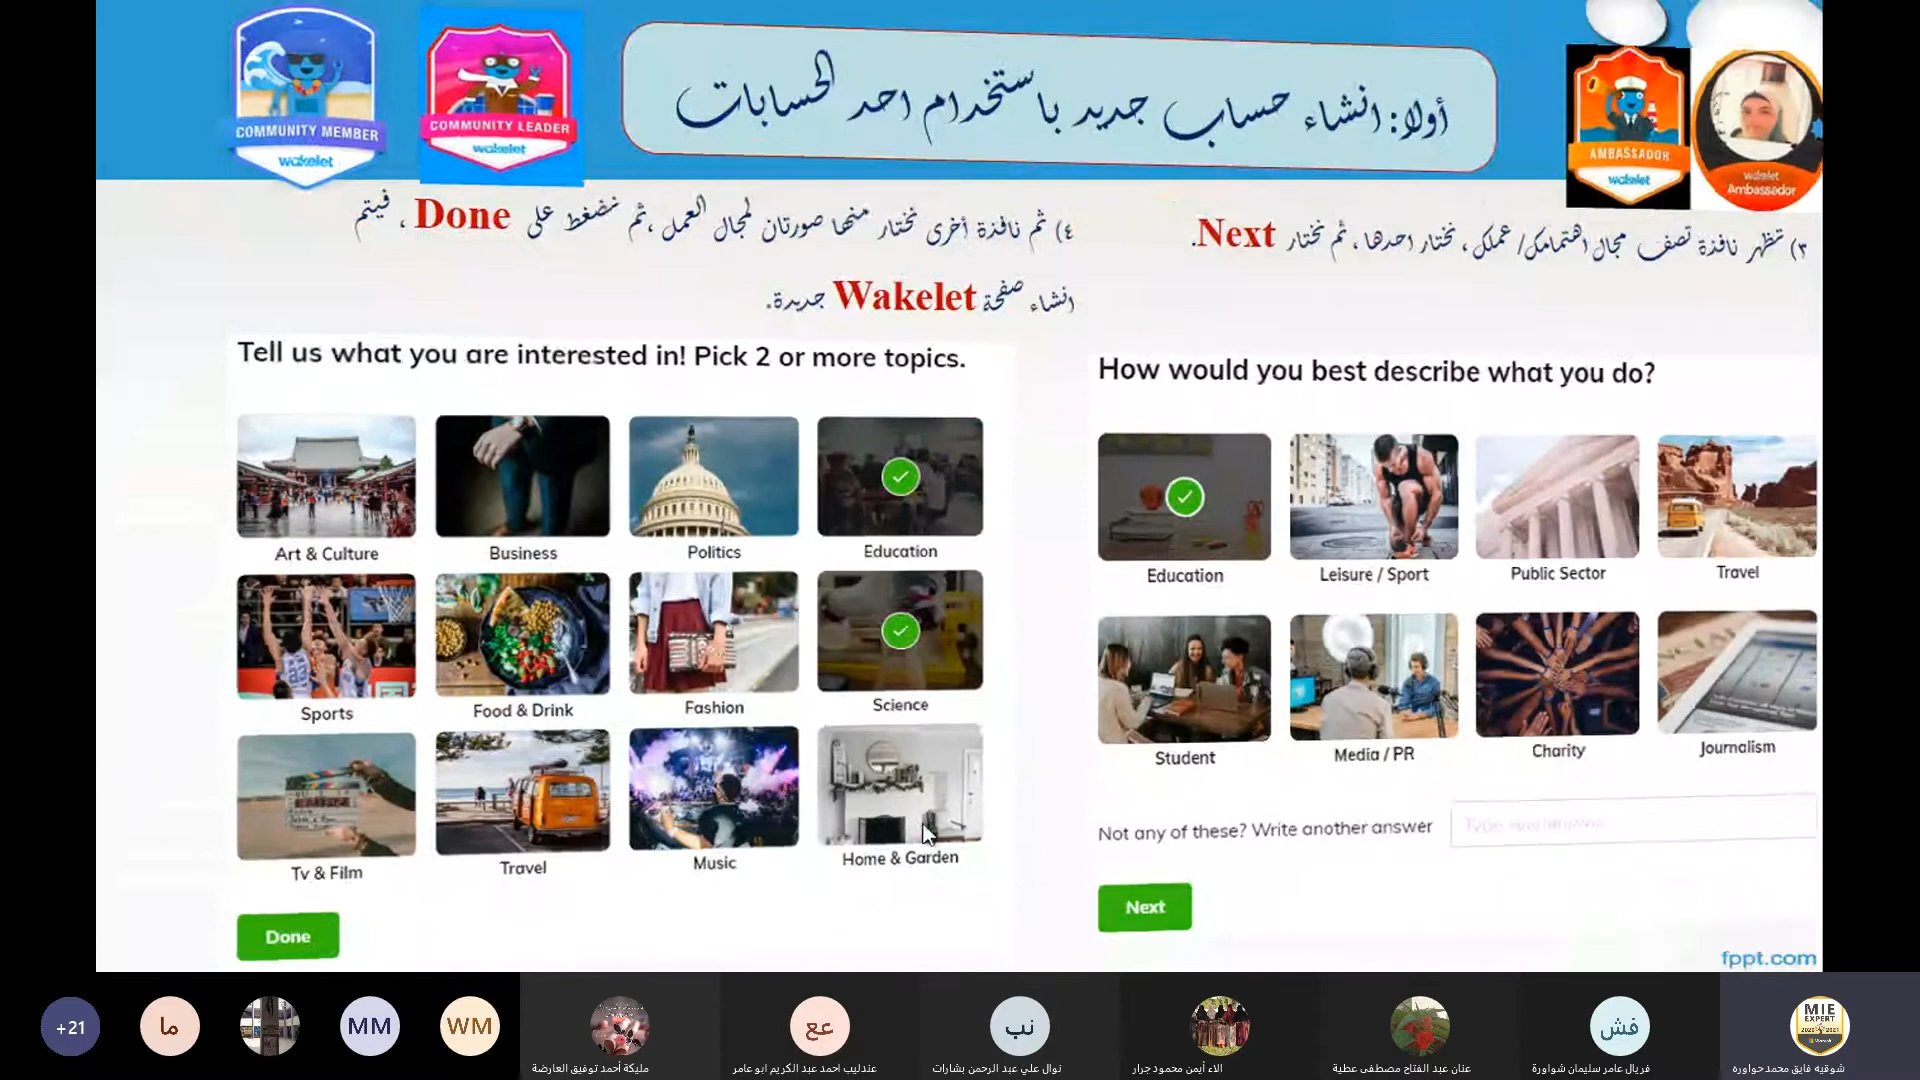 COMMUNITY MEMBER
wakelet
COMMUNITY LEADER
wakelet
أولا: انشاء حساب جديد باستخدام احد الحسابات
AMBASSADOR
wakelet
wakelet
Ambassador
٣) تظهر نافذة تصف مجال اهتمامك/ عملك، نختار احدها، ثم نختار Next.
٤) ثم نافذة أخرى نختار منها صورتان لمجال العمل، ثم نضغط على Done، فيتم
انشاء صفحة Wakelet جديدة.
Tell us what you are interested in! Pick 2 or more topics.
Art & Culture
Business
Politics
Education
Sports
Food & Drink
Fashion
Science
Tv & Film
Travel
Music
Home & Garden
Done
How would you best describe what you do?
Education
Leisure / Sport
Public Sector
Travel
Student
Media / PR
Charity
Journalism
Not any of these? Write another answer
Next
fppt.com
+21
ما
MM
WM
مليكة أحمد توفيق العارضة
عع
عندليب احمد عبد الكريم ابو عامر
نب
نوال علي عبد الرحمن بشارات
الاء أيمن محمود جرار
عنان عبد الفتاح مصطفى عطية
فش
فريال عامر سليمان شواورة
MIE
EXPERT
2020 2021
Microsoft
شوقيه فايق محمد حواوره